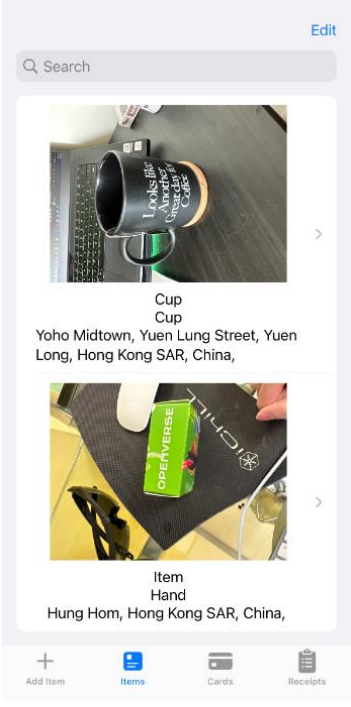 Edit
Search
Looks like
Another
Great day for
Coffee
Cup
Cup
Yoho Midtown, Yuen Lung Street, Yuen
Long, Hong Kong SAR, China,
OPENVERSE
iCHILL
Item
Hand
Hung Hom, Hong Kong SAR, China,
Add Item
Items
Cards
Receipts